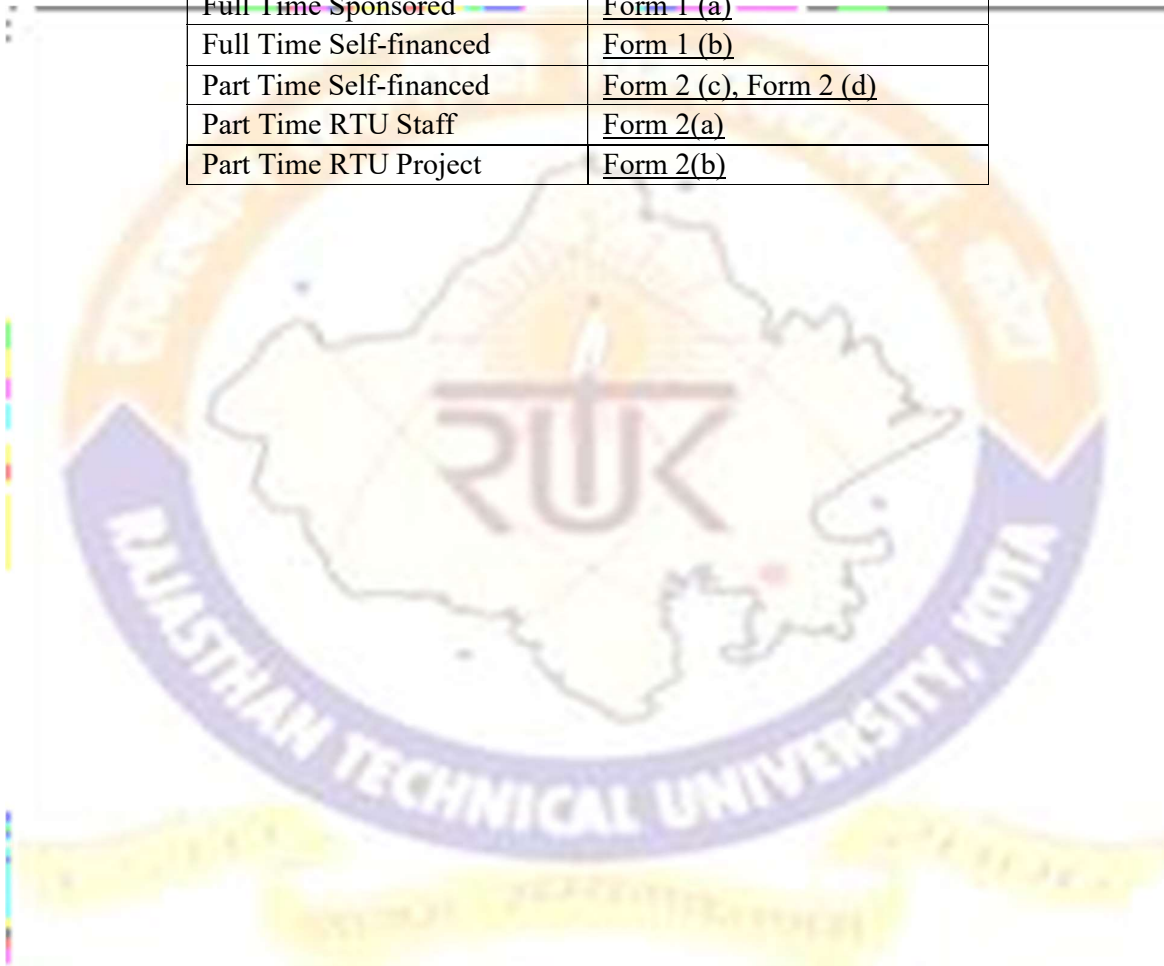 Full Time Sponsored Form 1 (a)
Full Time Self-financed Form 1 (b)
Part Time Self-financed Form 2 (c), Form 2 (d)
Part Time RTU Staff Form 2(a)
Part Time RTU Project Form 2(b)
RTU
RAJASTHAN TECHNICAL UNIVERSITY, KOTA